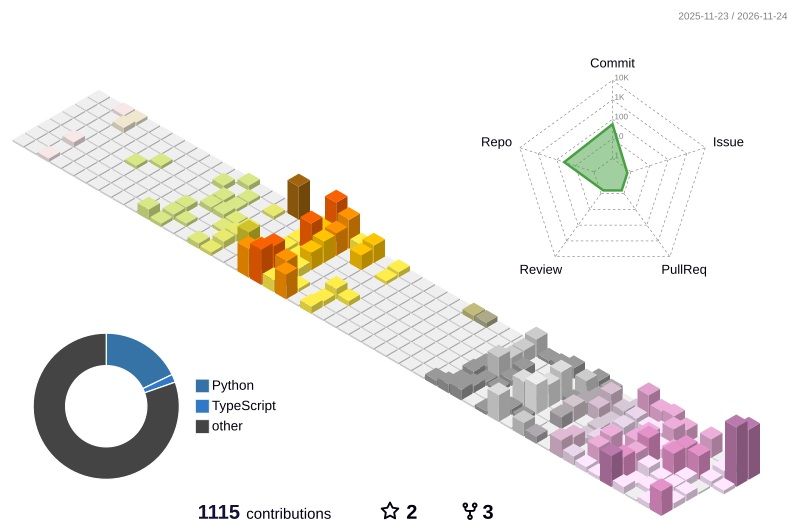 2025-11-23 / 2026-11-24
Commit
10K
1K
100
10
1
Repo
Issue
Review
PullReq
Python
TypeScript
other
1115 contributions
2
3